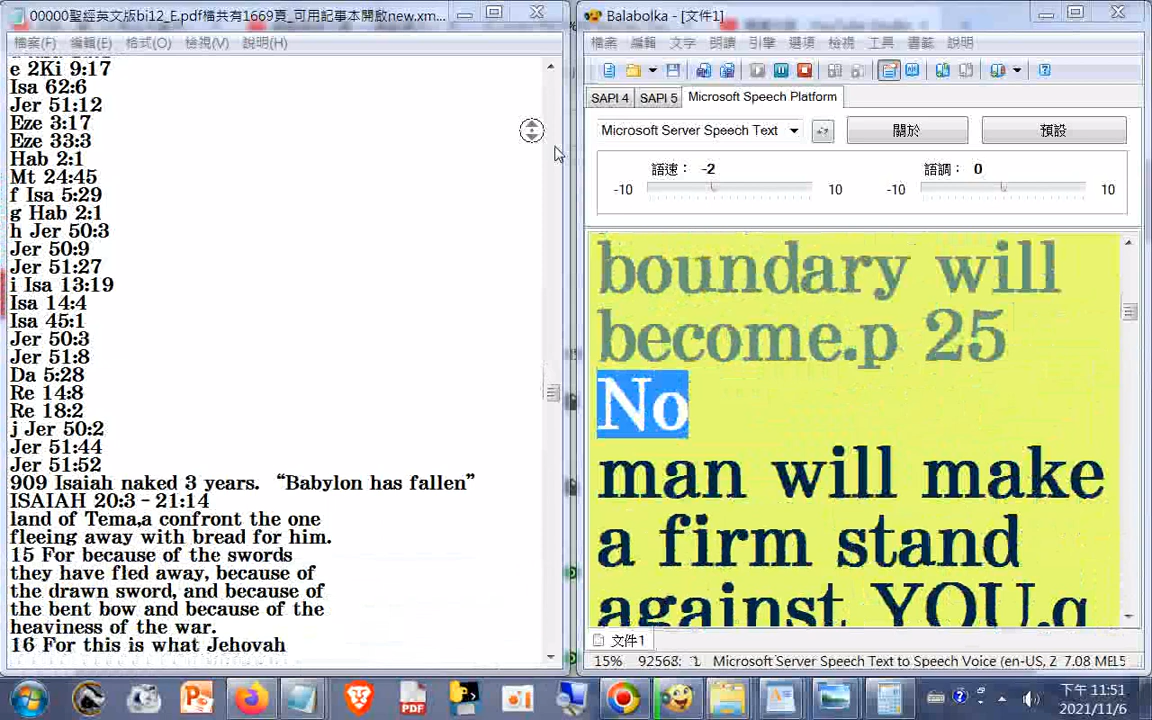 00000聖經英文版bi12_E.pdf檔共有1669頁_可用記事本開啟new.xm...
檔案(F) 編輯(E) 格式(O) 檢視(V) 說明(H)
e 2Ki 9:17
Isa 62:6
Jer 51:12
Eze 3:17
Eze 33:3
Hab 2:1
Mt 24:45
f Isa 5:29
g Hab 2:1
h Jer 50:3
Jer 50:9
Jer 51:27
i Isa 13:19
Isa 14:4
Isa 45:1
Jer 50:3
Jer 51:8
Da 5:28
Re 14:8
Re 18:2
j Jer 50:2
Jer 51:44
Jer 51:52
909 Isaiah naked 3 years. “Babylon has fallen”
ISAIAH 20:3–21:14
land of Tema,a confront the one
fleeing away with bread for him.
15 For because of the swords
they have fled away, because of
the drawn sword, and because of
the bent bow and because of the
heaviness of the war.
16 For this is what Jehovah
Balabolka - [文件1]
檔案 編輯 文字 朗讀 引擎 選項 檢視 工具 書籤 說明
SAPI 4 SAPI 5 Microsoft Speech Platform
Microsoft Server Speech Text 關於 預設
語速： -2 語調： 0
-10 10 -10 10
boundary will
become.p 25
No
man will make
a firm stand
against YOU.q
文件1
15% 92568: Microsoft Server Speech Text to Speech Voice (en-US, Z 7.08 MB
PDF
下午 11:51
2021/11/6